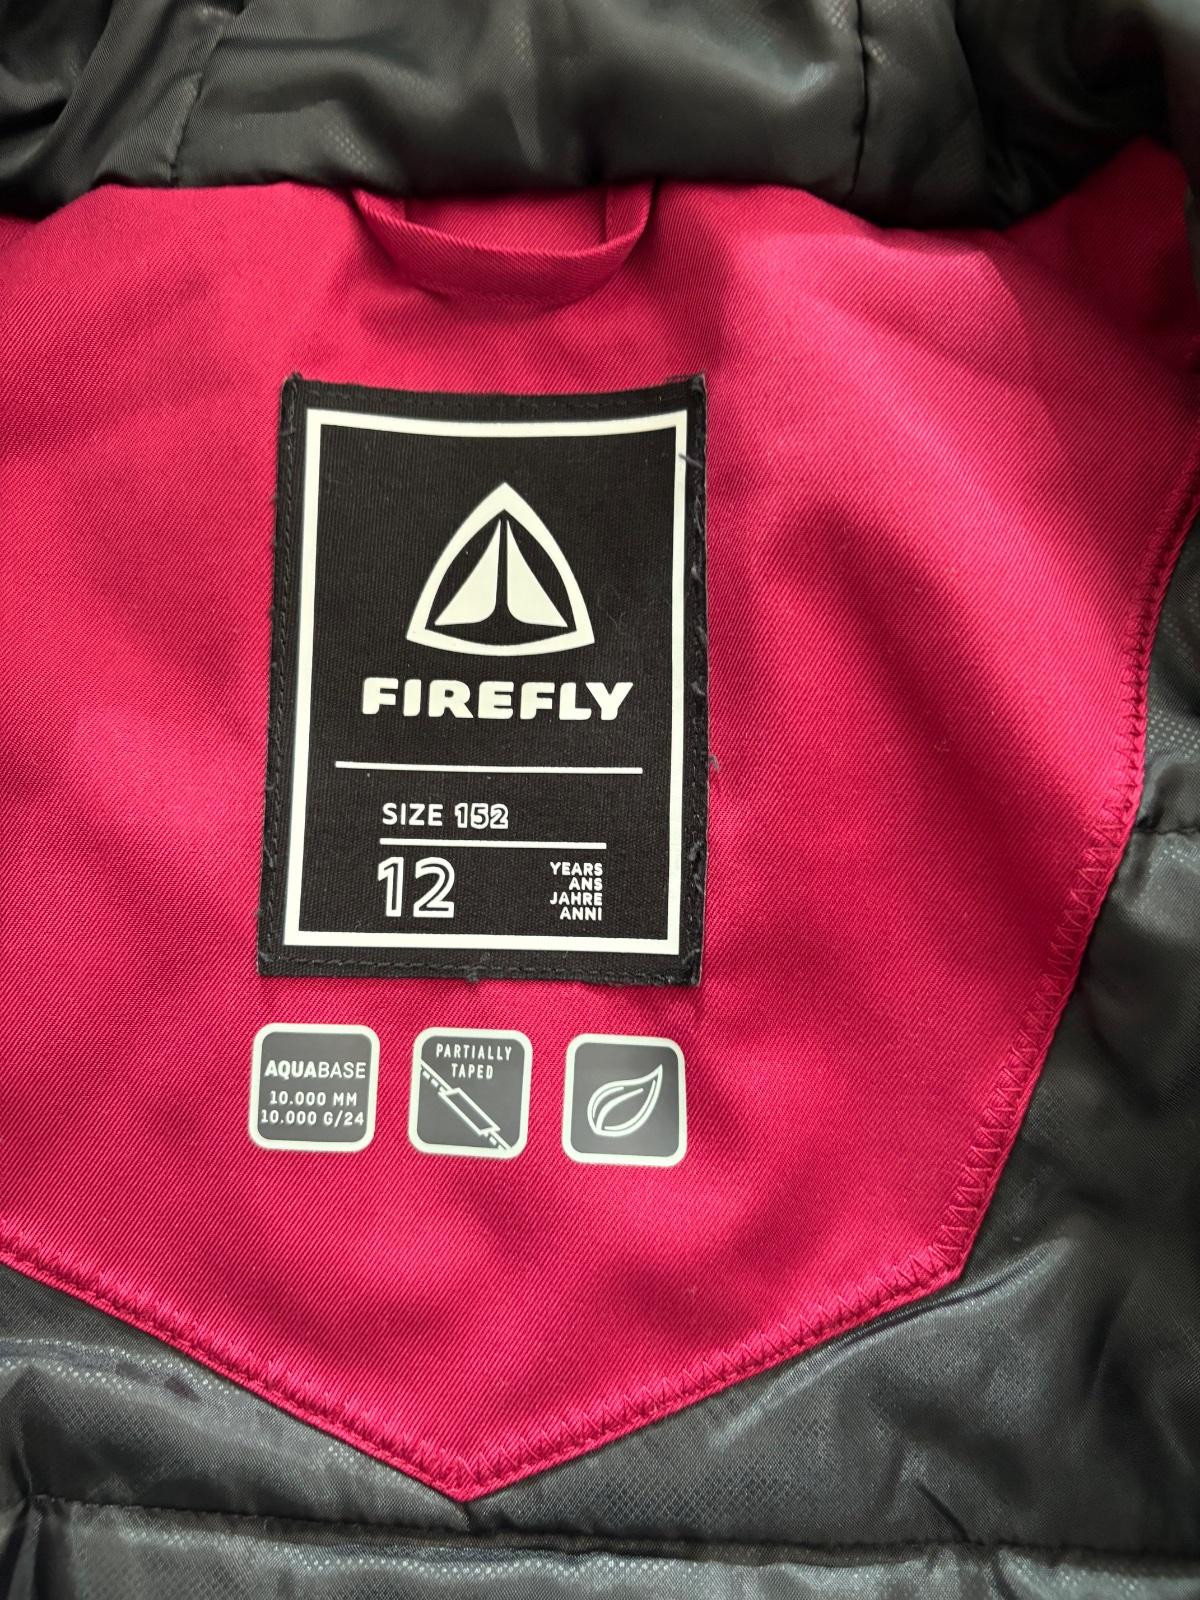 FIREFLY
SIZE 152
12
YEARS
ANS
JAHRE
ANNI
AQUABASE
10.000 MM
10.000 G/24
PARTIALLY
TAPED